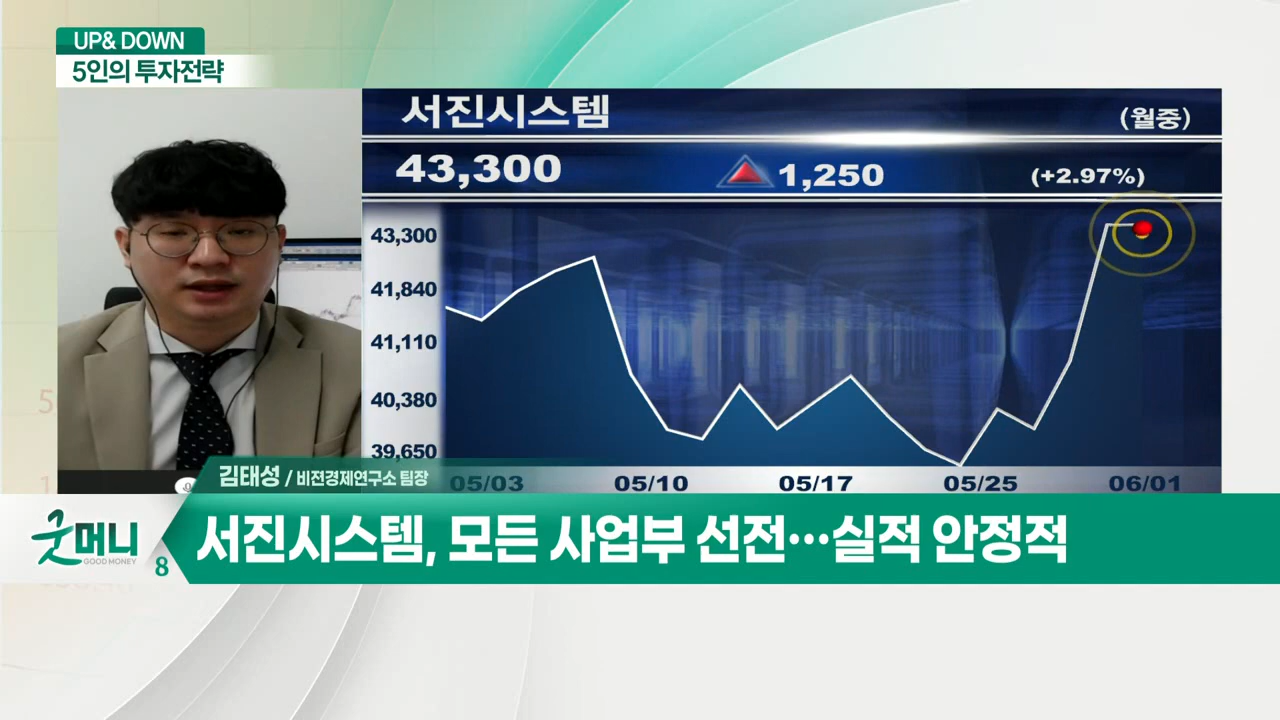 UP& DOWN
5인의 투자전략
서진시스템
(월중)
43,300
1,250
(+2.97%)
43,300
41,840
41,110
40,380
39,650
05/03
05/10
05/17
05/25
06/01
김태성 / 비젼경제연구소 팀장
굿머니
GOOD MONEY
8
서진시스템, 모든 사업부 선전…실적 안정적